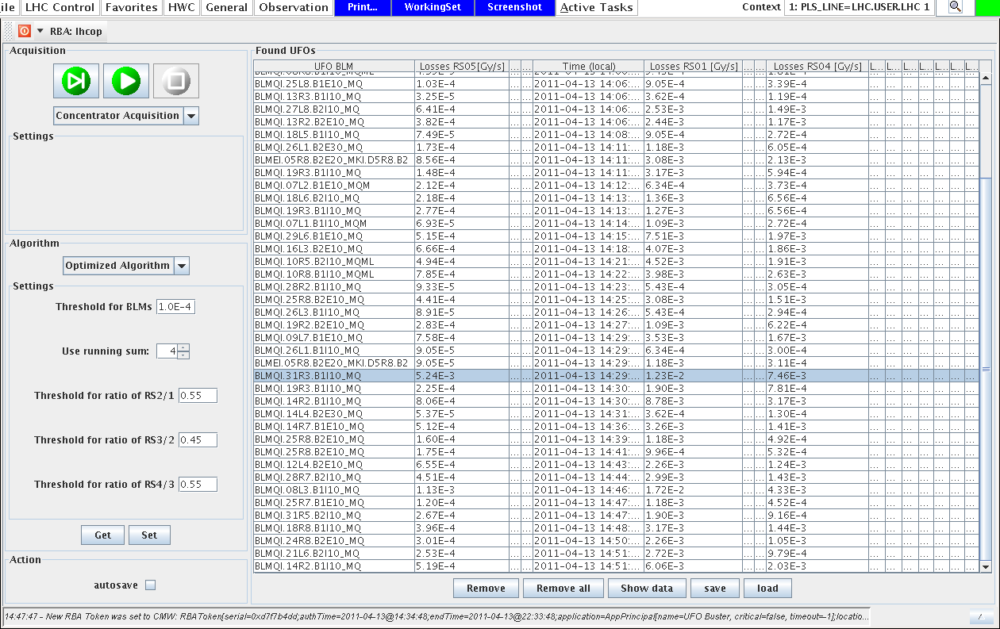 ile LHC Control Favorites HWC General Observation Print... WorkingSet Screenshot Active Tasks Context 1: PLS_LINE=LHC.USER.LHC 1
RBA: lhcop
Acquisition
Concentrator Acquisition
Settings
Algorithm
Optimized Algorithm
Settings
Threshold for BLMs 1.0E-4
Use running sum: 4
Threshold for ratio of RS2/1 0.55
Threshold for ratio of RS3/2 0.45
Threshold for ratio of RS4/3 0.55
Get Set
Action
autosave
Found UFOs
UFO BLM Losses RS05[Gy/s] ... ... Time (local) Losses RS01 [Gy/s] ... ... Losses RS04 [Gy/s] L... L... L... L... L... L... L...
BLMQI.25L8.B1E10_MQ 1.03E-4 ... ... 2011-04-13 14:06:... 9.05E-4 ... ... 3.39E-4 ... ... ... ... ... ... ...
BLMQI.13R3.B1I10_MQ 3.25E-5 ... ... 2011-04-13 14:06:... 3.62E-4 ... ... 1.19E-4 ... ... ... ... ... ... ...
BLMQI.27L8.B2I10_MQ 6.41E-4 ... ... 2011-04-13 14:06:... 2.53E-3 ... ... 1.49E-3 ... ... ... ... ... ... ...
BLMQI.13R2.B2E10_MQ 3.82E-4 ... ... 2011-04-13 14:06:... 2.44E-3 ... ... 1.17E-3 ... ... ... ... ... ... ...
BLMQI.18L5.B1I10_MQ 7.49E-5 ... ... 2011-04-13 14:08:... 9.05E-4 ... ... 2.72E-4 ... ... ... ... ... ... ...
BLMQI.26L1.B2E30_MQ 1.73E-4 ... ... 2011-04-13 14:11:... 1.18E-3 ... ... 6.05E-4 ... ... ... ... ... ... ...
BLMEI.05R8.B2E20_MKI.D5R8.B2 8.56E-4 ... ... 2011-04-13 14:11:... 3.08E-3 ... ... 2.13E-3 ... ... ... ... ... ... ...
BLMQI.19R3.B1I10_MQ 1.48E-4 ... ... 2011-04-13 14:11:... 3.17E-3 ... ... 5.94E-4 ... ... ... ... ... ... ...
BLMQI.07L2.B1E10_MQM 2.12E-4 ... ... 2011-04-13 14:12:... 6.34E-4 ... ... 3.73E-4 ... ... ... ... ... ... ...
BLMQI.18L6.B2I10_MQ 2.18E-4 ... ... 2011-04-13 14:13:... 1.36E-3 ... ... 6.56E-4 ... ... ... ... ... ... ...
BLMQI.19R3.B1I10_MQ 2.77E-4 ... ... 2011-04-13 14:13:... 1.27E-3 ... ... 6.56E-4 ... ... ... ... ... ... ...
BLMQI.07L1.B1I10_MQM 6.93E-5 ... ... 2011-04-13 14:14:... 1.09E-3 ... ... 2.72E-4 ... ... ... ... ... ... ...
BLMQI.29L6.B1E10_MQ 5.15E-4 ... ... 2011-04-13 14:15:... 7.51E-3 ... ... 1.97E-3 ... ... ... ... ... ... ...
BLMQI.16L3.B2E10_MQ 6.66E-4 ... ... 2011-04-13 14:18:... 4.07E-3 ... ... 1.86E-3 ... ... ... ... ... ... ...
BLMQI.10R5.B2I10_MQML 4.94E-4 ... ... 2011-04-13 14:21:... 4.52E-3 ... ... 1.91E-3 ... ... ... ... ... ... ...
BLMQI.10R8.B1I10_MQML 7.85E-4 ... ... 2011-04-13 14:22:... 3.98E-3 ... ... 2.63E-3 ... ... ... ... ... ... ...
BLMQI.28R2.B1I10_MQ 9.33E-5 ... ... 2011-04-13 14:23:... 5.43E-4 ... ... 3.05E-4 ... ... ... ... ... ... ...
BLMQI.25R8.B2E10_MQ 4.41E-4 ... ... 2011-04-13 14:25:... 3.08E-3 ... ... 1.51E-3 ... ... ... ... ... ... ...
BLMQI.26L3.B1I10_MQ 8.91E-5 ... ... 2011-04-13 14:26:... 5.43E-4 ... ... 2.94E-4 ... ... ... ... ... ... ...
BLMQI.19R2.B2E10_MQ 2.83E-4 ... ... 2011-04-13 14:27:... 1.09E-3 ... ... 6.22E-4 ... ... ... ... ... ... ...
BLMQI.09L7.B1E10_MQ 7.58E-4 ... ... 2011-04-13 14:29:... 3.53E-3 ... ... 1.67E-3 ... ... ... ... ... ... ...
BLMQI.26L1.B1I10_MQ 9.05E-5 ... ... 2011-04-13 14:29:... 6.34E-4 ... ... 3.00E-4 ... ... ... ... ... ... ...
BLMEI.05R8.B2E20_MKI.D5R8.B2 9.05E-5 ... ... 2011-04-13 14:29:... 1.18E-3 ... ... 3.11E-4 ... ... ... ... ... ... ...
BLMQI.31R3.B1I10_MQ 5.24E-3 ... ... 2011-04-13 14:29:... 1.23E-2 ... ... 7.46E-3 ... ... ... ... ... ... ...
BLMQI.19R3.B1I10_MQ 2.25E-4 ... ... 2011-04-13 14:30:... 1.90E-3 ... ... 7.81E-4 ... ... ... ... ... ... ...
BLMQI.14R2.B1I10_MQ 8.06E-4 ... ... 2011-04-13 14:30:... 8.78E-3 ... ... 3.17E-3 ... ... ... ... ... ... ...
BLMQI.14L4.B2E30_MQ 5.37E-5 ... ... 2011-04-13 14:31:... 3.62E-4 ... ... 1.30E-4 ... ... ... ... ... ... ...
BLMQI.14R7.B1E10_MQ 5.12E-4 ... ... 2011-04-13 14:36:... 3.26E-3 ... ... 1.41E-3 ... ... ... ... ... ... ...
BLMQI.25R8.B2E10_MQ 1.60E-4 ... ... 2011-04-13 14:39:... 1.18E-3 ... ... 4.92E-4 ... ... ... ... ... ... ...
BLMQI.25R8.B2E10_MQ 1.75E-4 ... ... 2011-04-13 14:41:... 9.96E-4 ... ... 5.32E-4 ... ... ... ... ... ... ...
BLMQI.12L4.B2E10_MQ 6.55E-4 ... ... 2011-04-13 14:43:... 2.26E-3 ... ... 1.24E-3 ... ... ... ... ... ... ...
BLMQI.28R7.B2I10_MQ 4.51E-4 ... ... 2011-04-13 14:44:... 2.99E-3 ... ... 1.43E-3 ... ... ... ... ... ... ...
BLMQI.08L3.B1I10_MQ 1.13E-3 ... ... 2011-04-13 14:46:... 1.72E-2 ... ... 4.33E-3 ... ... ... ... ... ... ...
BLMQI.25R7.B1E10_MQ 1.20E-4 ... ... 2011-04-13 14:47:... 1.18E-3 ... ... 4.52E-4 ... ... ... ... ... ... ...
BLMQI.31R5.B2I10_MQ 2.67E-4 ... ... 2011-04-13 14:47:... 1.90E-3 ... ... 9.16E-4 ... ... ... ... ... ... ...
BLMQI.18R8.B1I10_MQ 3.96E-4 ... ... 2011-04-13 14:48:... 3.17E-3 ... ... 1.44E-3 ... ... ... ... ... ... ...
BLMQI.24R8.B2E10_MQ 3.01E-4 ... ... 2011-04-13 14:50:... 2.26E-3 ... ... 1.05E-3 ... ... ... ... ... ... ...
BLMQI.21L6.B2I10_MQ 2.53E-4 ... ... 2011-04-13 14:51:... 2.72E-3 ... ... 9.79E-4 ... ... ... ... ... ... ...
BLMQI.14R2.B1I10_MQ 5.19E-4 ... ... 2011-04-13 14:51:... 6.06E-3 ... ... 2.03E-3 ... ... ... ... ... ... ...
Remove Remove all Show data save load
14:47:47 - New RBA Token was set to CMW: RBAToken[serial=0xd7f7b4dd;authTime=2011-04-13@14:34:48;endTime=2011-04-13@22:33:48;application=AppPrincipal[name=UFO Buster, critical=false, timeout=-1];locatio...